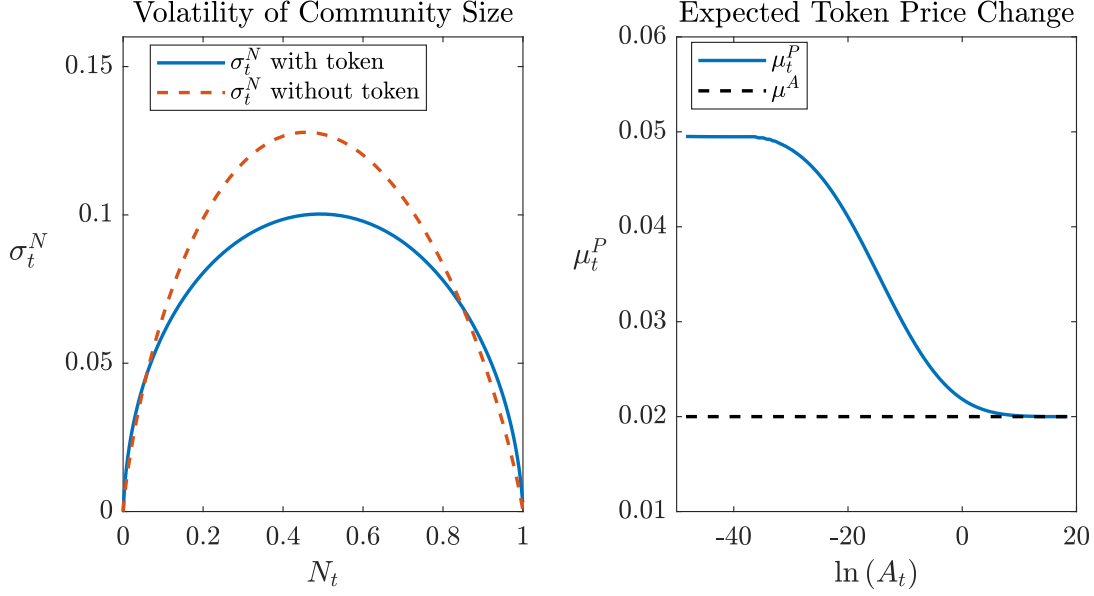 Volatility of Community Size
0.15
0.1
0.05
0
σ_t^N
σ_t^N with token
σ_t^N without token
0 0.2 0.4 0.6 0.8 1
N_t
Expected Token Price Change
0.06
0.05
0.04
0.03
0.02
0.01
μ_t^P
μ_t^P
μ^A
-40 -20 0 20
ln (A_t)